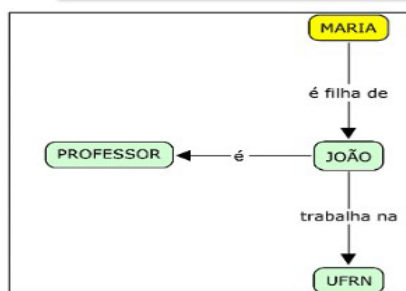 MARIA
é filha de
PROFESSOR é JOÃO
trabalha na
UFRN